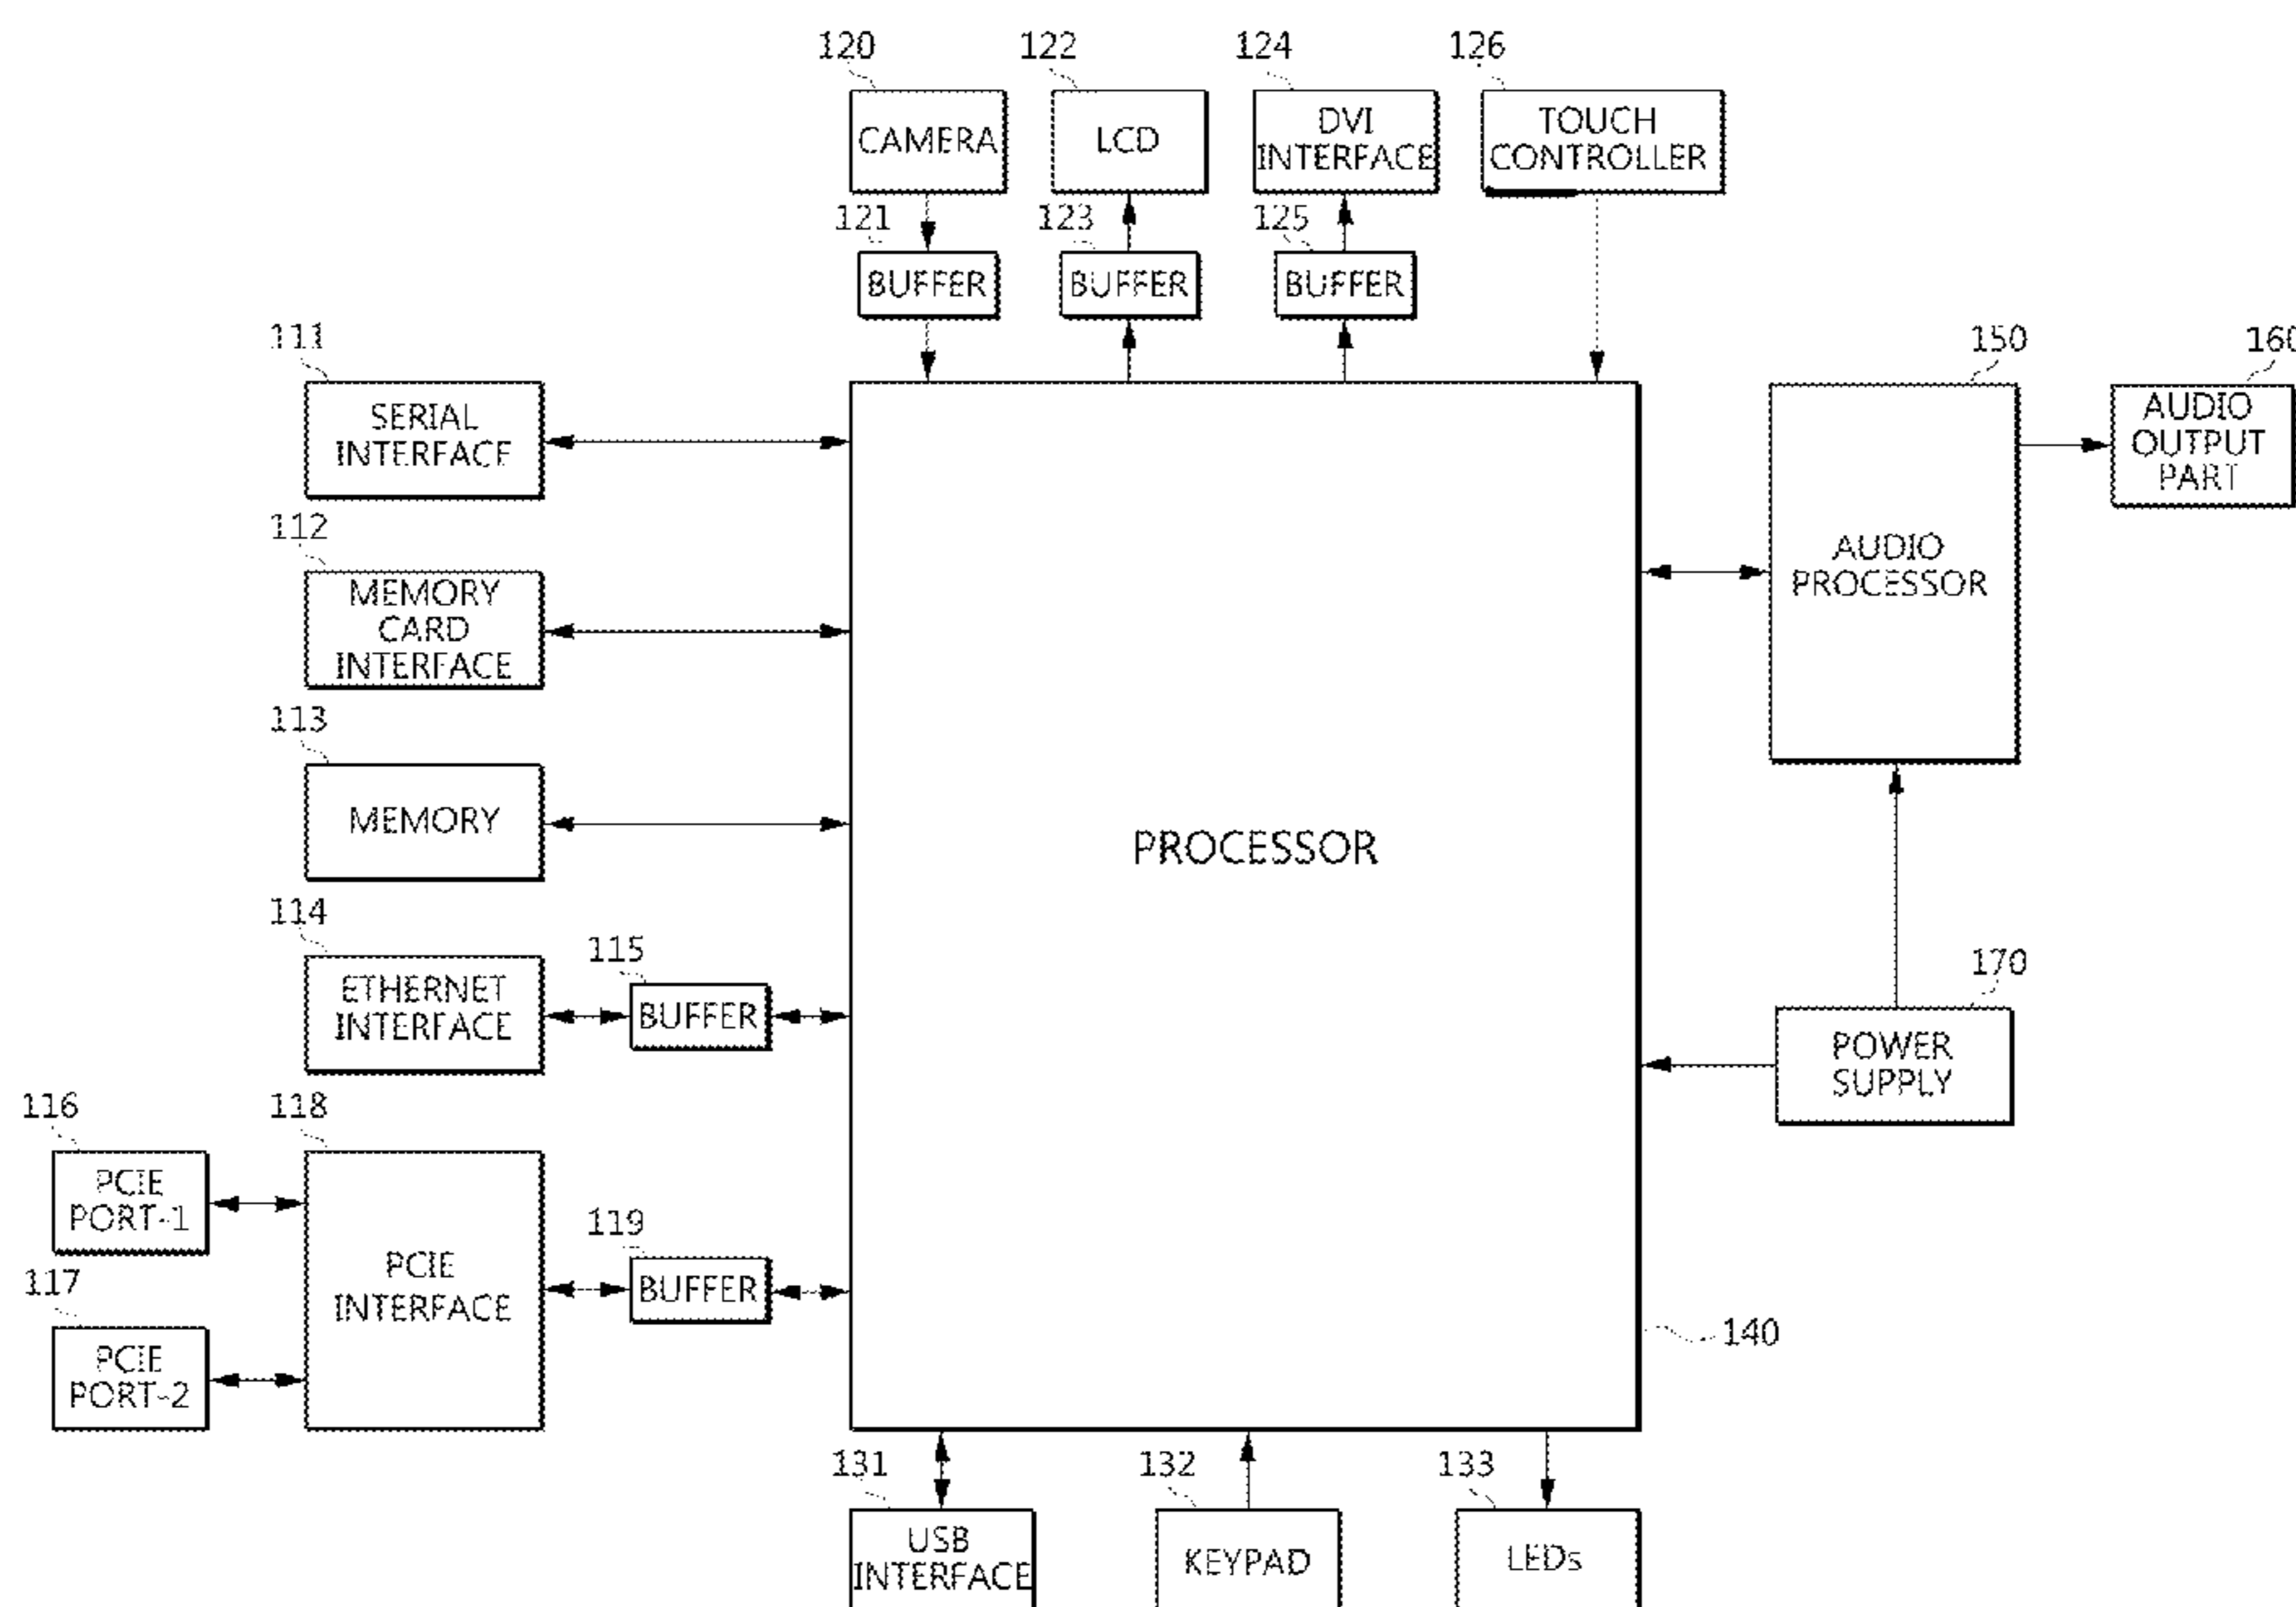 120
122
124
126
CAMERA
LCD
DVI
INTERFACE
TOUCH
CONTROLLER
121
123
125
BUFFER
BUFFER
BUFFER
111
SERIAL
INTERFACE
150
160
AUDIO
PROCESSOR
AUDIO
OUTPUT
PART
112
MEMORY
CARD
INTERFACE
113
MEMORY
PROCESSOR
114
ETHERNET
INTERFACE
115
BUFFER
170
POWER
SUPPLY
116
PCIE
PORT-1
118
PCIE
INTERFACE
119
BUFFER
117
PCIE
PORT-2
140
131
132
133
USB
INTERFACE
KEYPAD
LEDs